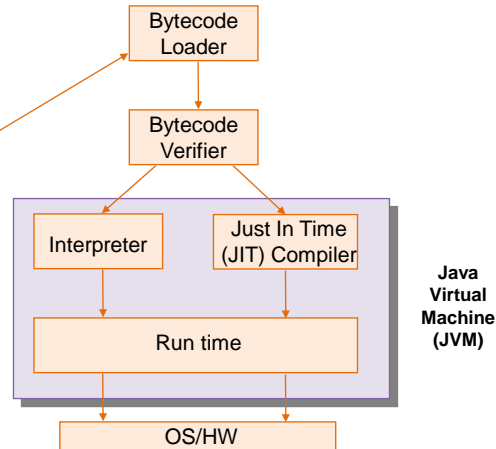 Bytecode
Loader
Bytecode
Verifier
Interpreter
Just In Time
(JIT) Compiler
Java
Virtual
Machine
(JVM)
Run time
OS/HW